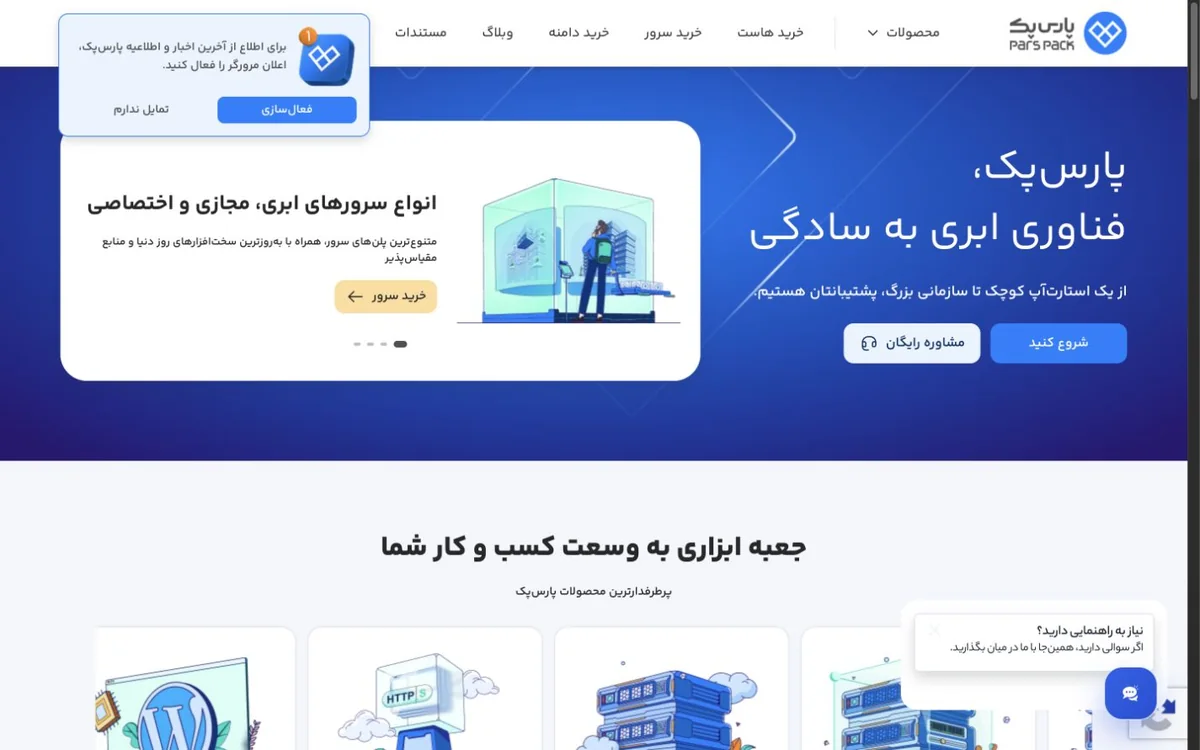 پارس‌پک
Pars Pack
محصولات
خرید هاست
خرید سرور
خرید دامنه
وبلاگ
مستندات
1
برای اطلاع از آخرین اخبار و اطلاعیه پارس‌پک،
اعلان مرورگر را فعال کنید.
فعال‌سازی
تمایل ندارم
پارس‌پک،
فناوری ابری به سادگی
از یک استارت‌آپ کوچک تا سازمانی بزرگ، پشتیبانتان هستیم.
شروع کنید
مشاوره رایگان
انواع سرورهای ابری، مجازی و اختصاصی
متنوع‌ترین پلن‌های سرور، همراه با به‌روزترین سخت‌افزارهای روز دنیا و منابع
مقیاس‌پذیر
خرید سرور
جعبه ابزاری به وسعت کسب و کار شما
پرطرفدارترین محصولات پارس‌پک
HTTPS
نیاز به راهنمایی دارید؟
اگر سوالی دارید، همین‌جا با ما در میان بگذارید.